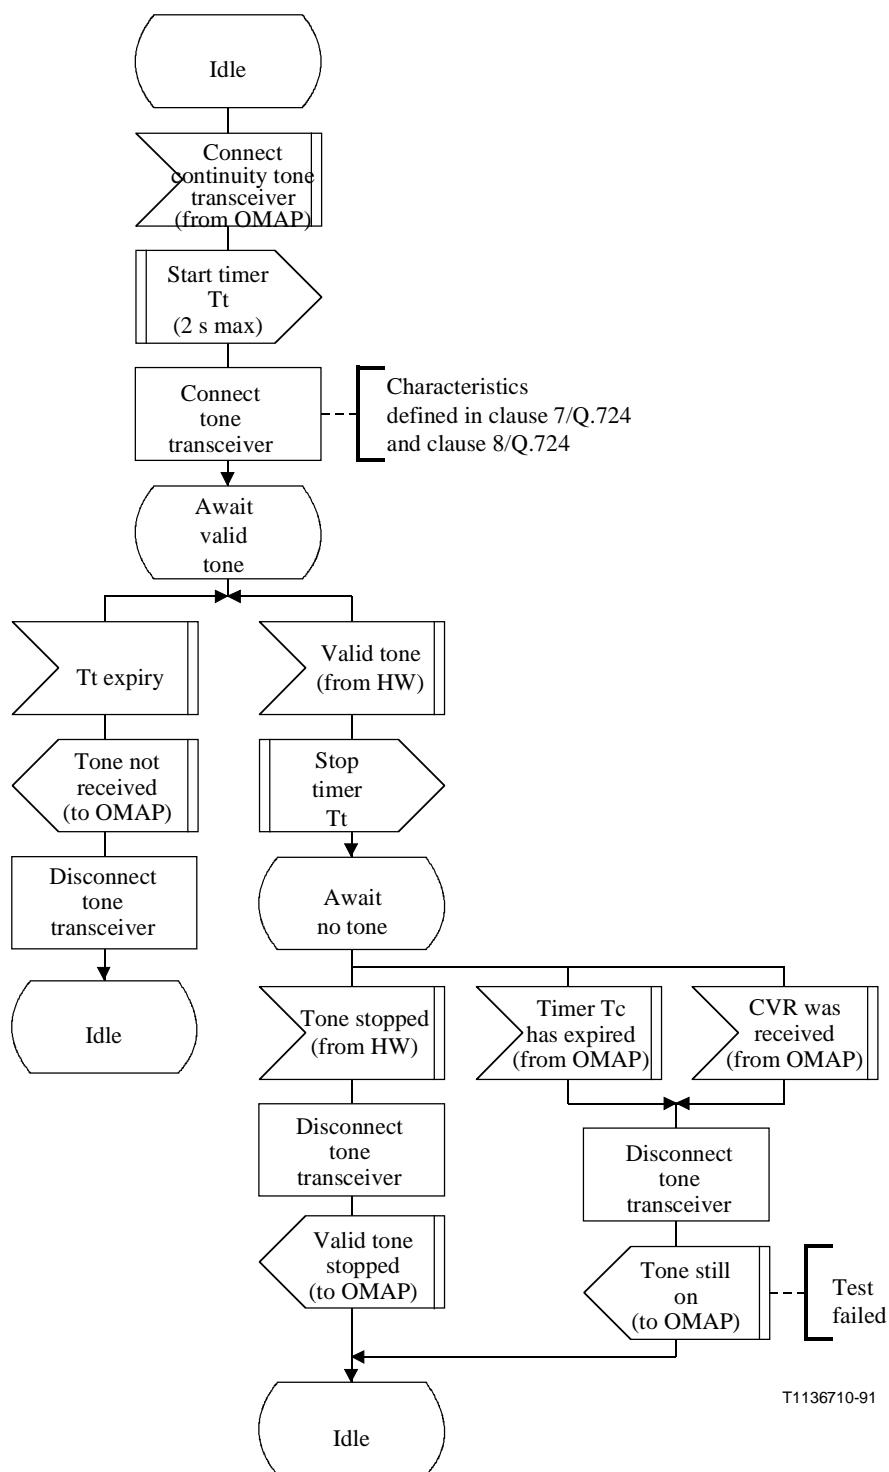 Idle
Connect
continuity tone
transceiver
(from OMAP)
Start timer
Tt
(2 s max)
Connect
tone
transceiver
Characteristics
defined in clause 7/Q.724
and clause 8/Q.724
Await
valid
tone
Tt expiry
Valid tone
(from HW)
Tone not
received
(to OMAP)
Stop
timer
Tt
Disconnect
tone
transceiver
Await
no tone
Idle
Tone stopped
(from HW)
Timer Tc
has expired
(from OMAP)
CVR was
received
(from OMAP)
Disconnect
tone
transceiver
Disconnect
tone
transceiver
Valid tone
stopped
(to OMAP)
Tone still
on
(to OMAP)
Test
failed
Idle
T1136710-91